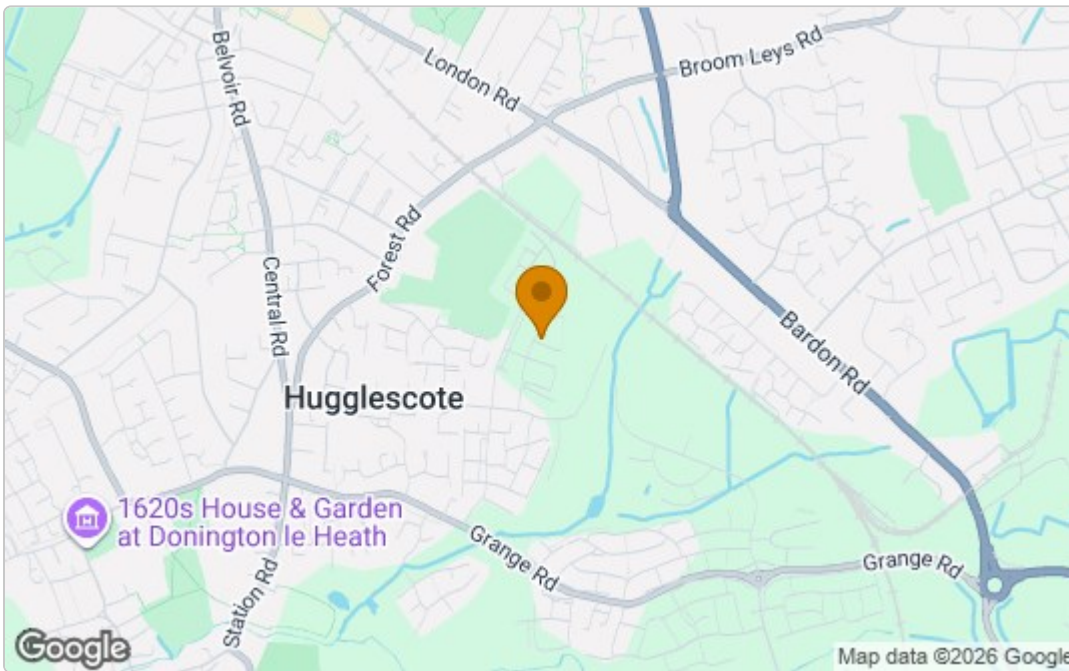 Belvoir Rd
London Rd
Broom Leys Rd
Forest Rd
Central Rd
Bardon Rd
Hugglescote
1620s House & Garden
at Donington le Heath
Grange Rd
Grange Rd
Station Rd
Google
Map data ©2026 Google